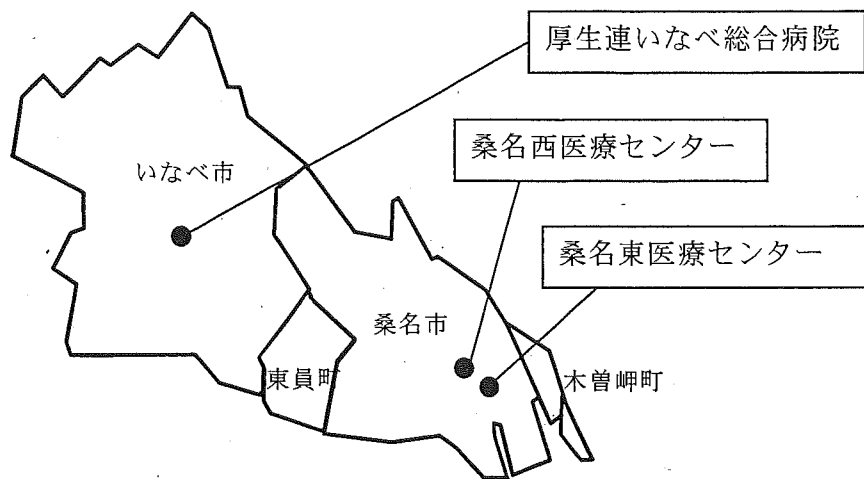 厚生連いなべ総合病院
桑名西医療センター
いなべ市
桑名東医療センター
桑名市
東員町
木曽岬町